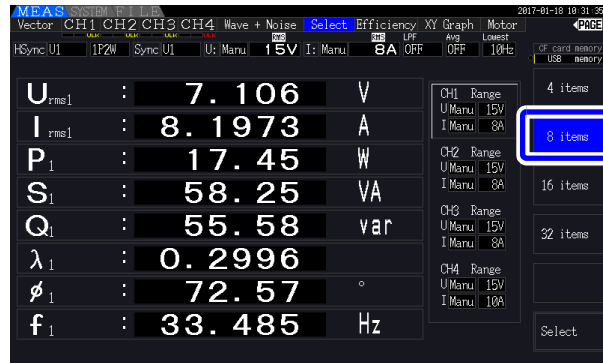 MEAS SYSTEM FILE 2017-01-18 10:31:35
Vector CH1 CH2 CH3 CH4 Wave + Noise Select Efficiency XY Graph Motor PAGE
RMS RMS LPF Avg Lowest
HSync U1 1P2W Sync U1 U: Manu 15V I: Manu 8A OFF OFF 10Hz
CF card memory
USB memory
Urms1 : 7.106 V
Irms1 : 8.1973 A
P1 : 17.45 W
S1 : 58.25 VA
Q1 : 55.58 var
λ1 : 0.2996
ø1 : 72.57 °
f1 : 33.485 Hz
CH1 Range
U Manu 15V
I Manu 8A
CH2 Range
U Manu 15V
I Manu 8A
CH3 Range
U Manu 15V
I Manu 8A
CH4 Range
U Manu 15V
I Manu 10A
4 items
8 items
16 items
32 items
Select